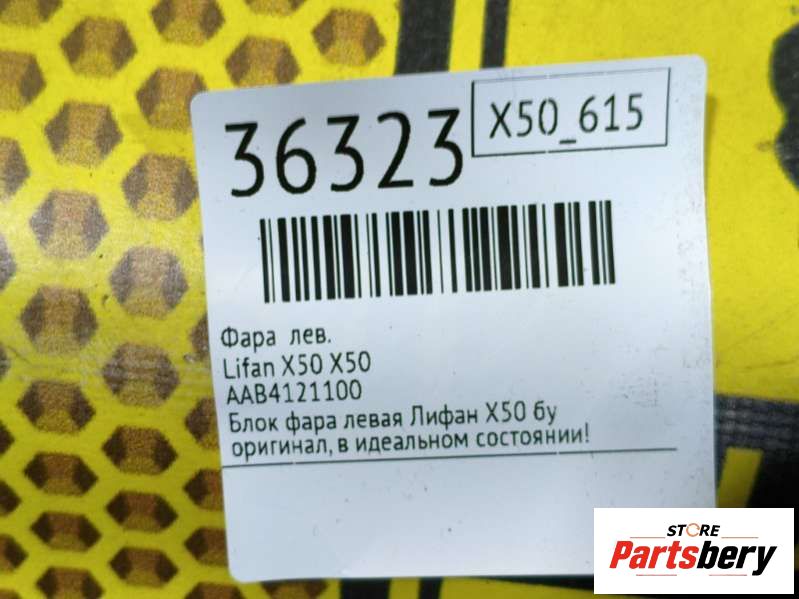 36323
X50_615
Фара лев.
Lifan X50 X50
AAB4121100
Блок фара левая Лифан X50 бу
оригинал, в идеальном состоянии!
STORE
Partsbery